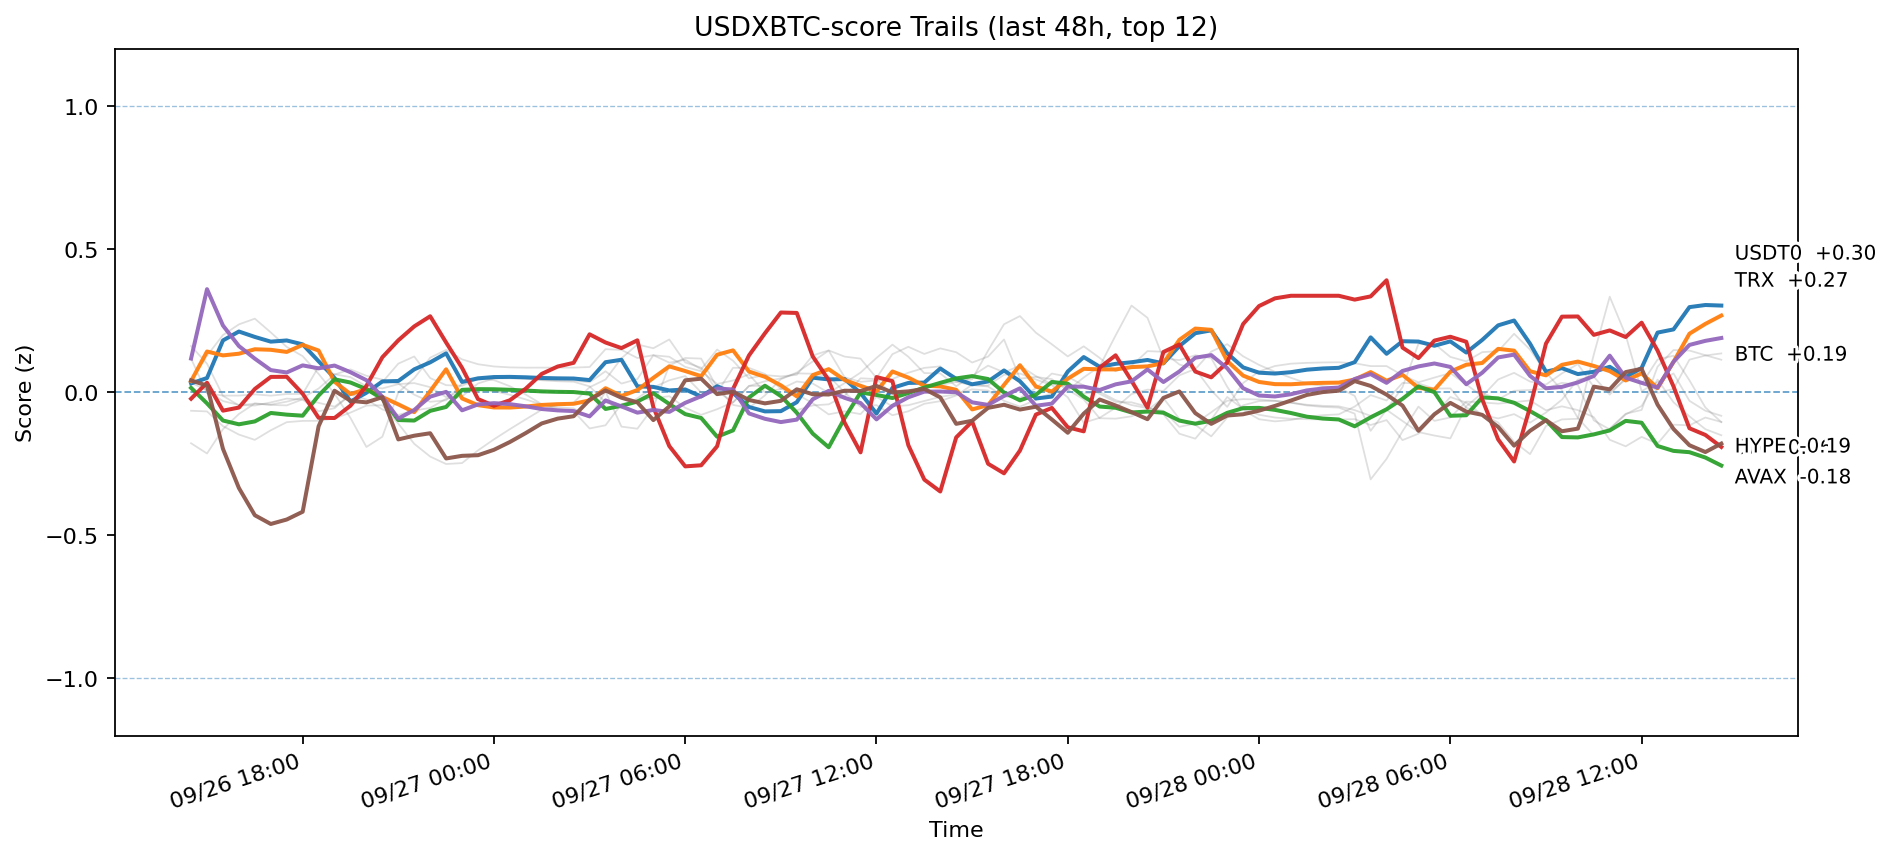 USDXBTC-score Trails (last 48h, top 12)
1.0
0.5
0.0
−0.5
−1.0
Score (z)
USDT0 +0.30
TRX +0.27
BTC +0.19
HYPE -0.19
AVAX -0.18
09/26 18:00
09/27 00:00
09/27 06:00
09/27 12:00
09/27 18:00
09/28 00:00
09/28 06:00
09/28 12:00
Time